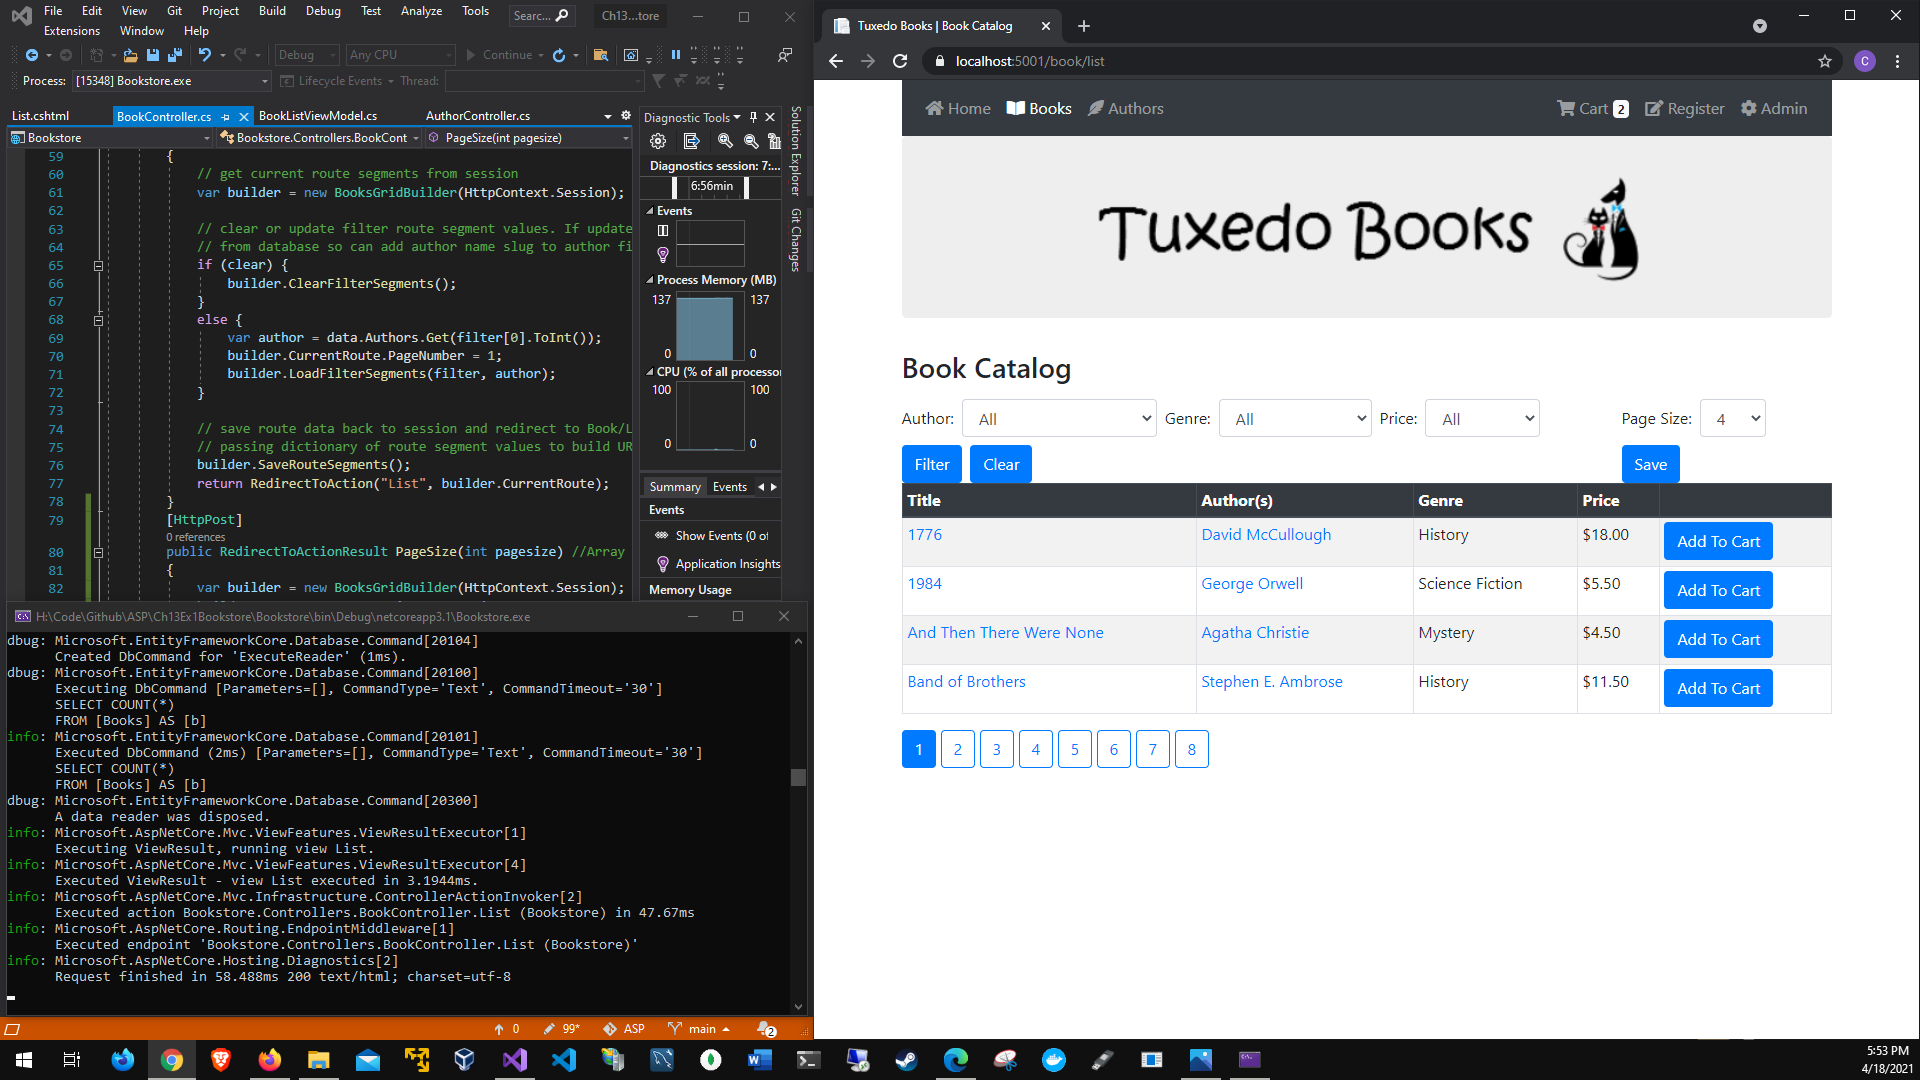 File Edit View Git Project Build Debug Test Analyze Tools
Searc... Ch13...tore
Extensions Window Help
Debug Any CPU Continue
Process: [15348] Bookstore.exe Lifecycle Events Thread:
List.cshtml BookController.cs BookListViewModel.cs AuthorController.cs
Bookstore Bookstore.Controllers.BookCont PageSize(int pagesize)
59 {
60 // get current route segments from session
61 var builder = new BooksGridBuilder(HttpContext.Session);
62
63 // clear or update filter route segment values. If update
64 // from database so can add author name slug to author fi
65 if (clear) {
66 builder.ClearFilterSegments();
67 }
68 else {
69 var author = data.Authors.Get(filter[0].ToInt());
70 builder.CurrentRoute.PageNumber = 1;
71 builder.LoadFilterSegments(filter, author);
72 }
73
74 // save route data back to session and redirect to Book/L
75 // passing dictionary of route segment values to build UR
76 builder.SaveRouteSegments();
77 return RedirectToAction("List", builder.CurrentRoute);
78 }
79 [HttpPost]
0 references
80 public RedirectToActionResult PageSize(int pagesize) //Array
81 {
82 var builder = new BooksGridBuilder(HttpContext.Session);
Diagnostic Tools
Diagnostics session: 7:...
6:56min
Events
Process Memory (MB)
137 137
0 0
CPU (% of all processor
100 100
0 0
Summary Events
Events
Show Events (0 of
Application Insights
Memory Usage
Solution Explorer
Git Changes
H:\Code\Github\ASP\Ch13Ex1Bookstore\Bookstore\bin\Debug\netcoreapp3.1\Bookstore.exe
dbug: Microsoft.EntityFrameworkCore.Database.Command[20104]
Created DbCommand for 'ExecuteReader' (1ms).
dbug: Microsoft.EntityFrameworkCore.Database.Command[20100]
Executing DbCommand [Parameters=[], CommandType='Text', CommandTimeout='30']
SELECT COUNT(*)
FROM [Books] AS [b]
info: Microsoft.EntityFrameworkCore.Database.Command[20101]
Executed DbCommand (2ms) [Parameters=[], CommandType='Text', CommandTimeout='30']
SELECT COUNT(*)
FROM [Books] AS [b]
dbug: Microsoft.EntityFrameworkCore.Database.Command[20300]
A data reader was disposed.
info: Microsoft.AspNetCore.Mvc.ViewFeatures.ViewResultExecutor[1]
Executing ViewResult, running view List.
info: Microsoft.AspNetCore.Mvc.ViewFeatures.ViewResultExecutor[4]
Executed ViewResult - view List executed in 3.1944ms.
info: Microsoft.AspNetCore.Mvc.Infrastructure.ControllerActionInvoker[2]
Executed action Bookstore.Controllers.BookController.List (Bookstore) in 47.67ms
info: Microsoft.AspNetCore.Routing.EndpointMiddleware[1]
Executed endpoint 'Bookstore.Controllers.BookController.List (Bookstore)'
info: Microsoft.AspNetCore.Hosting.Diagnostics[2]
Request finished in 58.488ms 200 text/html; charset=utf-8
0 99* ASP main 2
Tuxedo Books | Book Catalog
localhost:5001/book/list C
Home Books Authors Cart 2 Register Admin
Tuxedo Books
Book Catalog
Author: All Genre: All Price: All Page Size: 4
Filter Clear Save
Title Author(s) Genre Price
1776 David McCullough History $18.00 Add To Cart
1984 George Orwell Science Fiction $5.50 Add To Cart
And Then There Were None Agatha Christie Mystery $4.50 Add To Cart
Band of Brothers Stephen E. Ambrose History $11.50 Add To Cart
1 2 3 4 5 6 7 8
5:53 PM
4/18/2021